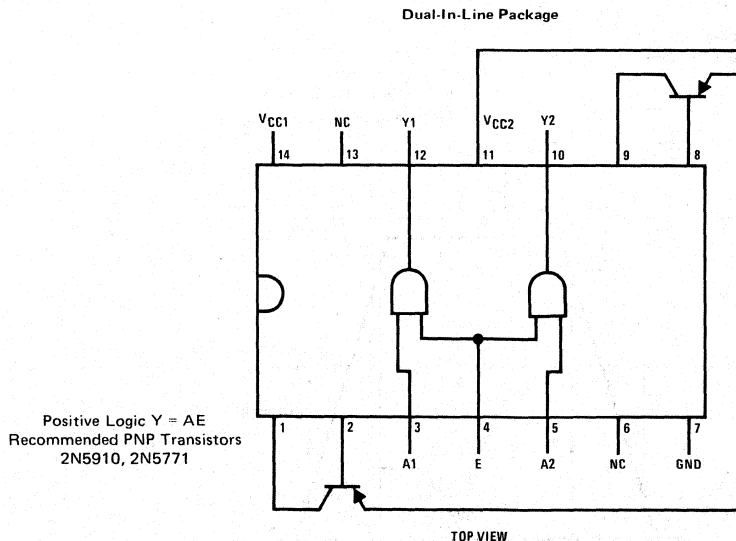 Dual-In-Line Package
VCC1 NC Y1 VCC2 Y2
14 13 12 11 10 9 8
Positive Logic Y = AE
Recommended PNP Transistors
2N5910, 2N5771
1 2 3 4 5 6 7
A1 E A2 NC GND
TOP VIEW